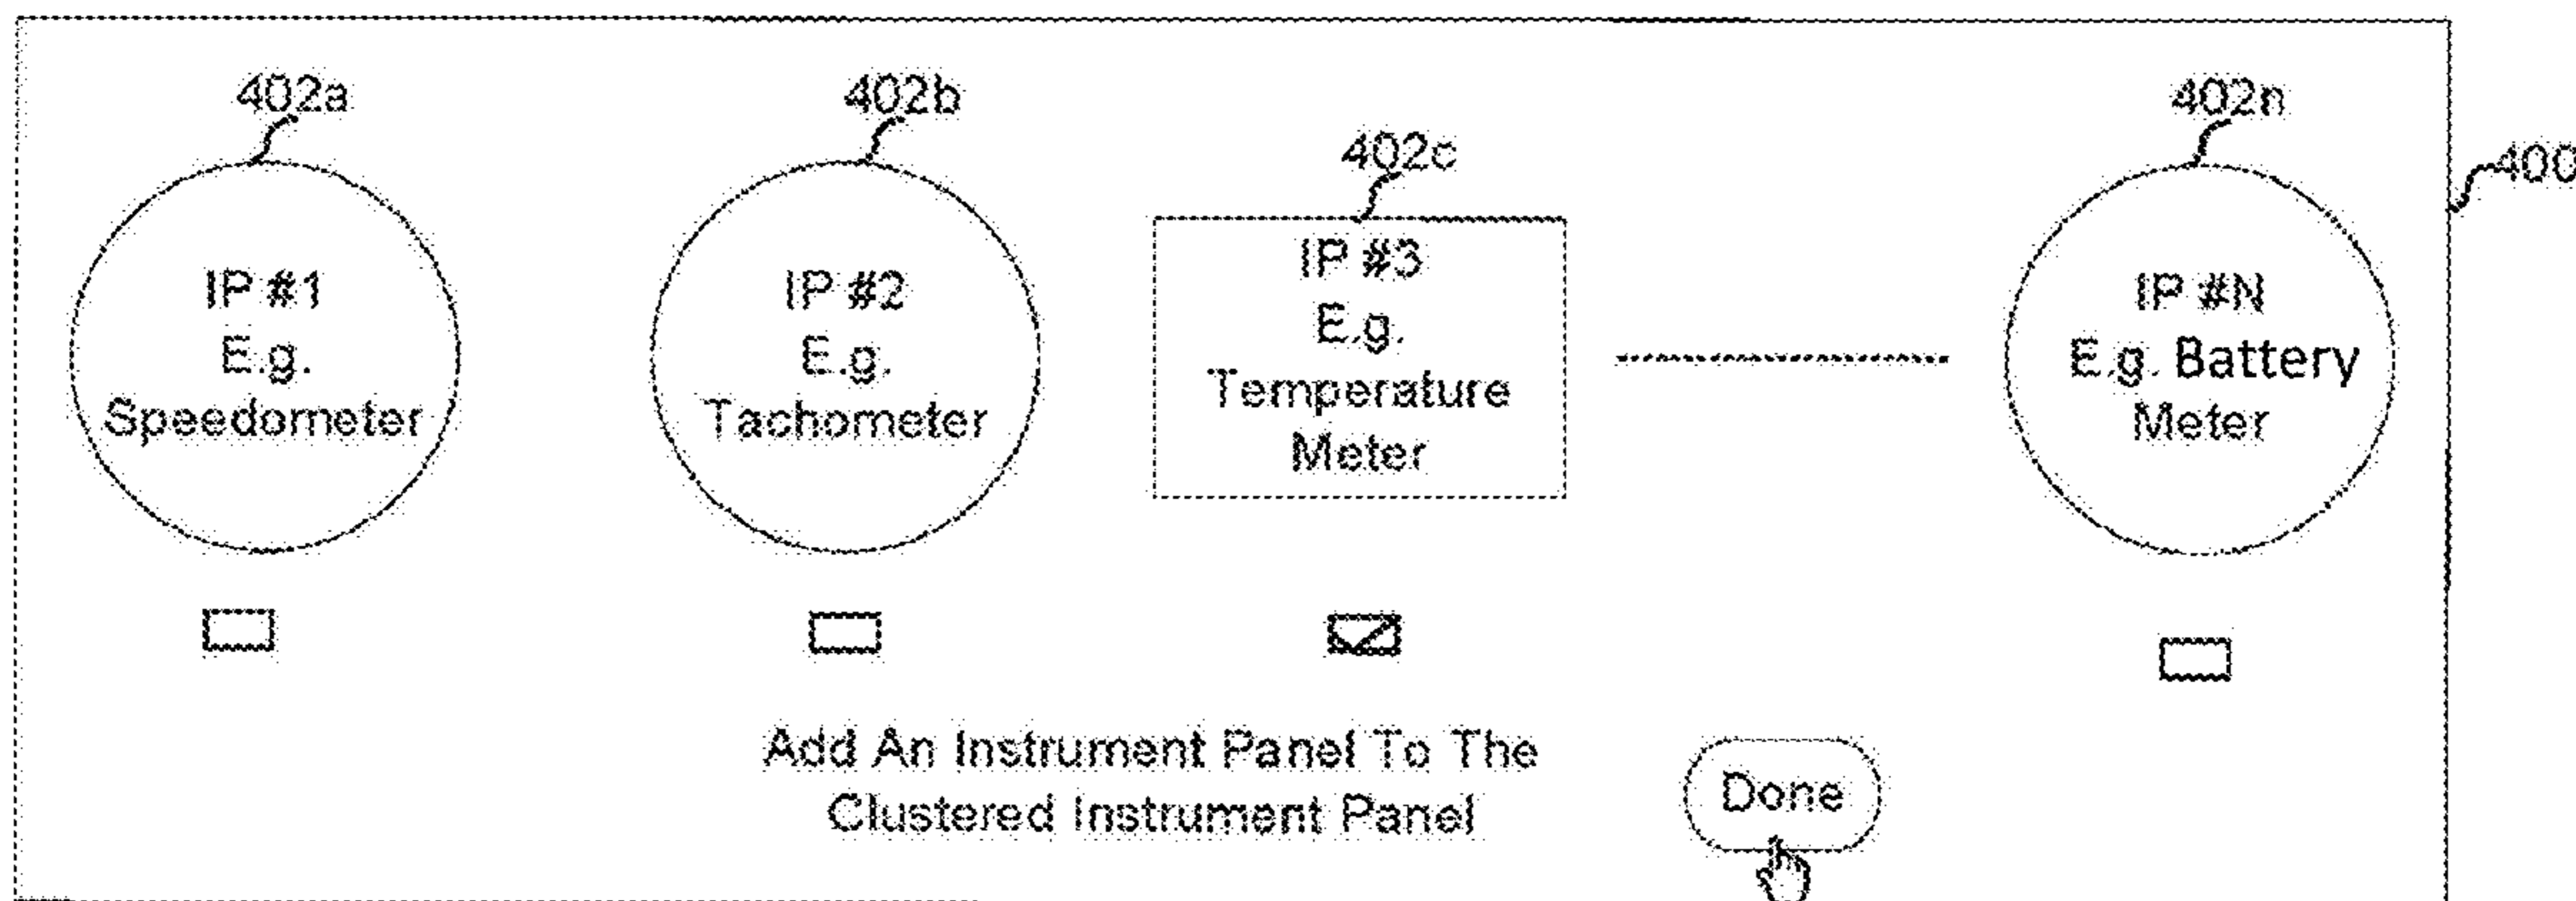 402a
402b
402c
402n
400
IP #1
E.g.
Speedometer
IP #2
E.g.
Tachometer
IP #3
E.g.
Temperature
Meter
IP #N
E.g. Battery
Meter
Add An Instrument Panel To The
Clustered Instrument Panel
Done